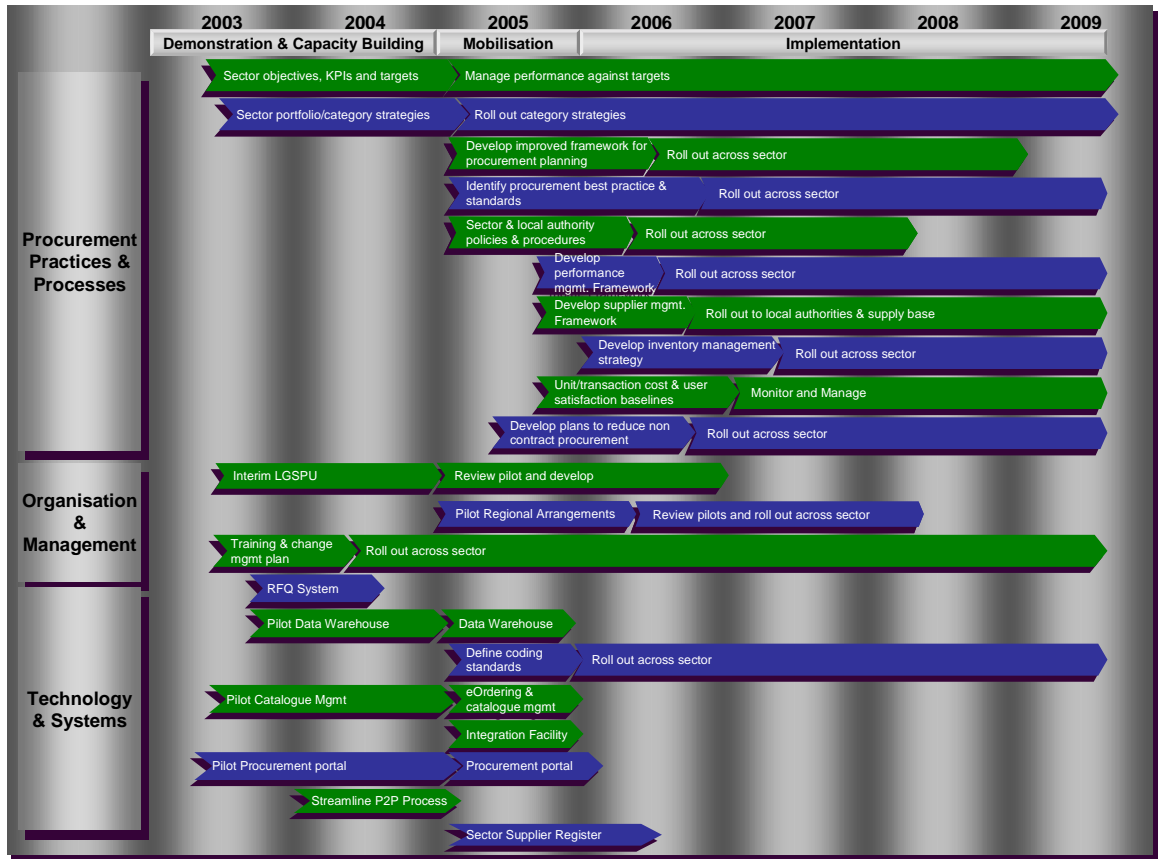 2003 2004 2005 2006 2007 2008 2009
Demonstration & Capacity Building Mobilisation Implementation
Procurement
Practices &
Processes
Sector objectives, KPIs and targets Manage performance against targets
Sector portfolio/category strategies Roll out category strategies
Develop improved framework for
procurement planning
Roll out across sector
Identify procurement best practice &
standards
Roll out across sector
Sector & local authority
policies & procedures
Roll out across sector
Develop
performance
mgmt. Framework
Roll out across sector
Develop supplier mgmt.
Framework
Roll out to local authorities & supply base
Develop inventory management
strategy
Roll out across sector
Unit/transaction cost & user
satisfaction baselines
Monitor and Manage
Develop plans to reduce non
contract procurement
Roll out across sector
Organisation
&
Management
Interim LGSPU Review pilot and develop
Pilot Regional Arrangements Review pilots and roll out across sector
Training & change
mgmt plan
Roll out across sector
Technology
& Systems
RFQ System
Pilot Data Warehouse Data Warehouse
Define coding
standards
Roll out across sector
Pilot Catalogue Mgmt
eOrdering &
catalogue mgmt
Integration Facility
Pilot Procurement portal Procurement portal
Streamline P2P Process
Sector Supplier Register